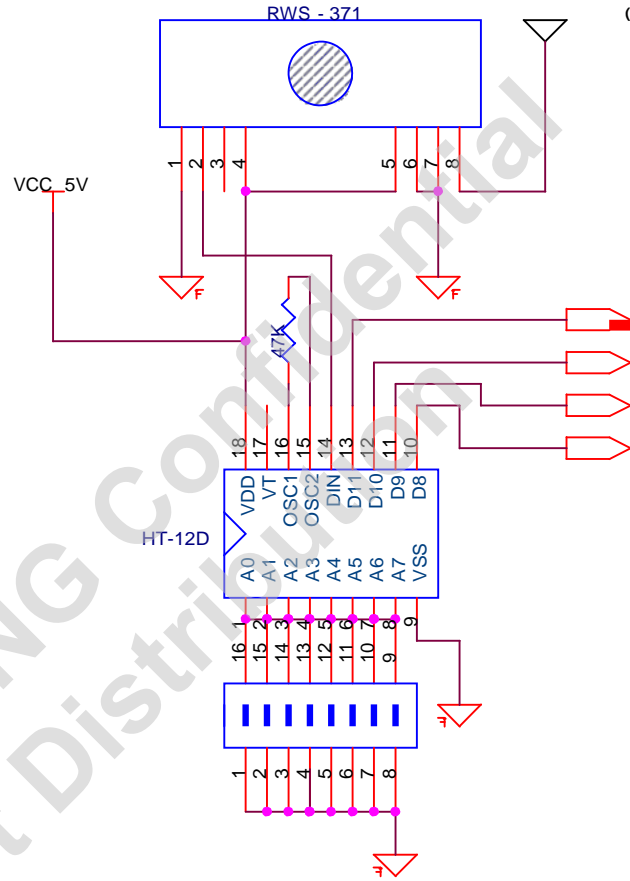 RWS - 371
1 2 3 4 5 6 7 8
VCC_5V
F F
47K
18 17 16 15 14 13 12 11 10
VDD VT OSC1 OSC2 DIN D11 D10 D9 D8
HT-12D
A0 A1 A2 A3 A4 A5 A6 A7 VSS
1 2 3 4 5 6 7 8 9
16 15 14 13 12 11 10 9
F
1 2 3 4 5 6 7 8
F
NG Confidential
t Distribution